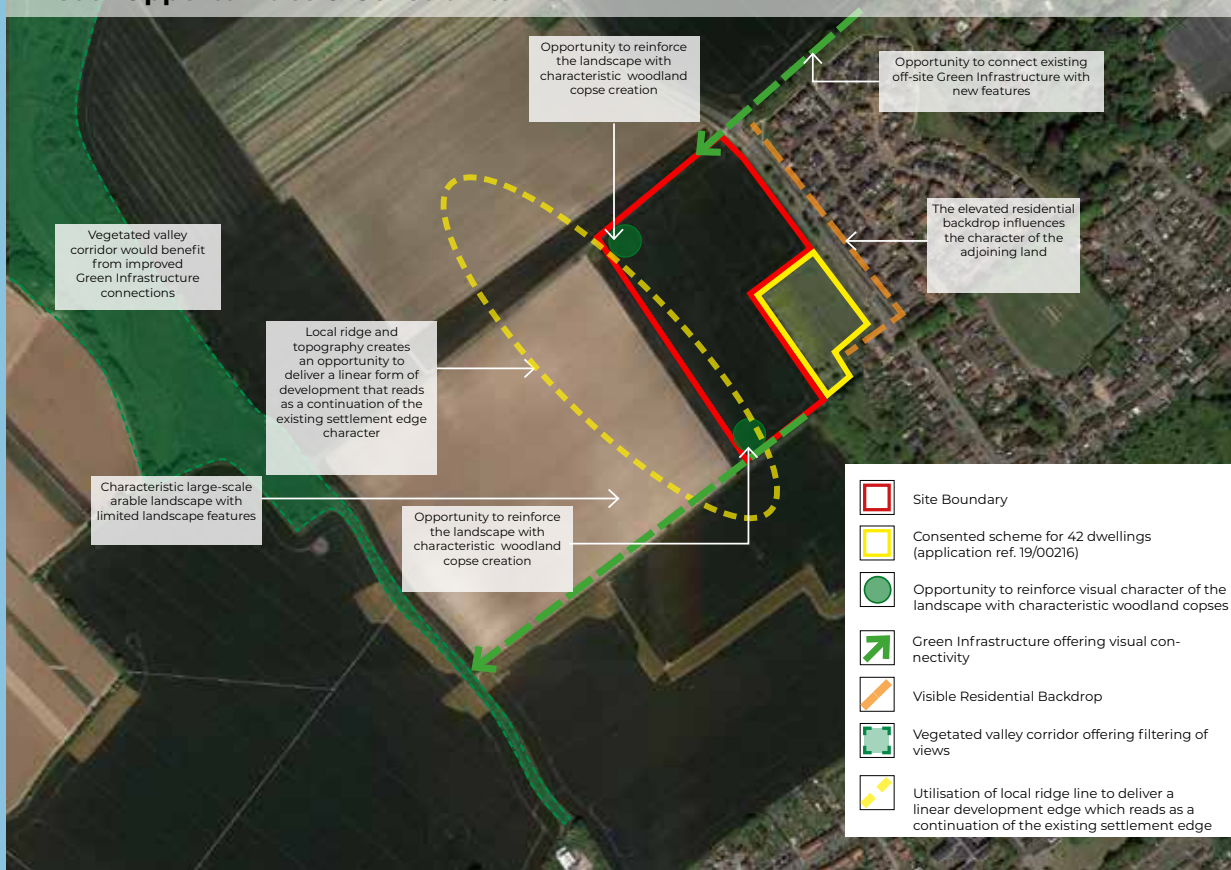 Opportunity to reinforce
the landscape with
characteristic woodland
copse creation
Opportunity to connect existing
off-site Green Infrastructure with
new features
The elevated residential
backdrop influences
the character of the
adjoining land
Vegetated valley
corridor would benefit
from improved
Green Infrastructure
connections
Local ridge and
topography creates
an opportunity to
deliver a linear form of
development that reads
as a continuation of the
existing settlement edge
character
Characteristic large-scale
arable landscape with
limited landscape features
Opportunity to reinforce
the landscape with
characteristic woodland
copse creation
Site Boundary
Consented scheme for 42 dwellings
(application ref. 19/00216)
Opportunity to reinforce visual character of the
landscape with characteristic woodland copses
Green Infrastructure offering visual con-
nectivity
Visible Residential Backdrop
Vegetated valley corridor offering filtering of
views
Utilisation of local ridge line to deliver a
linear development edge which reads as a
continuation of the existing settlement edge